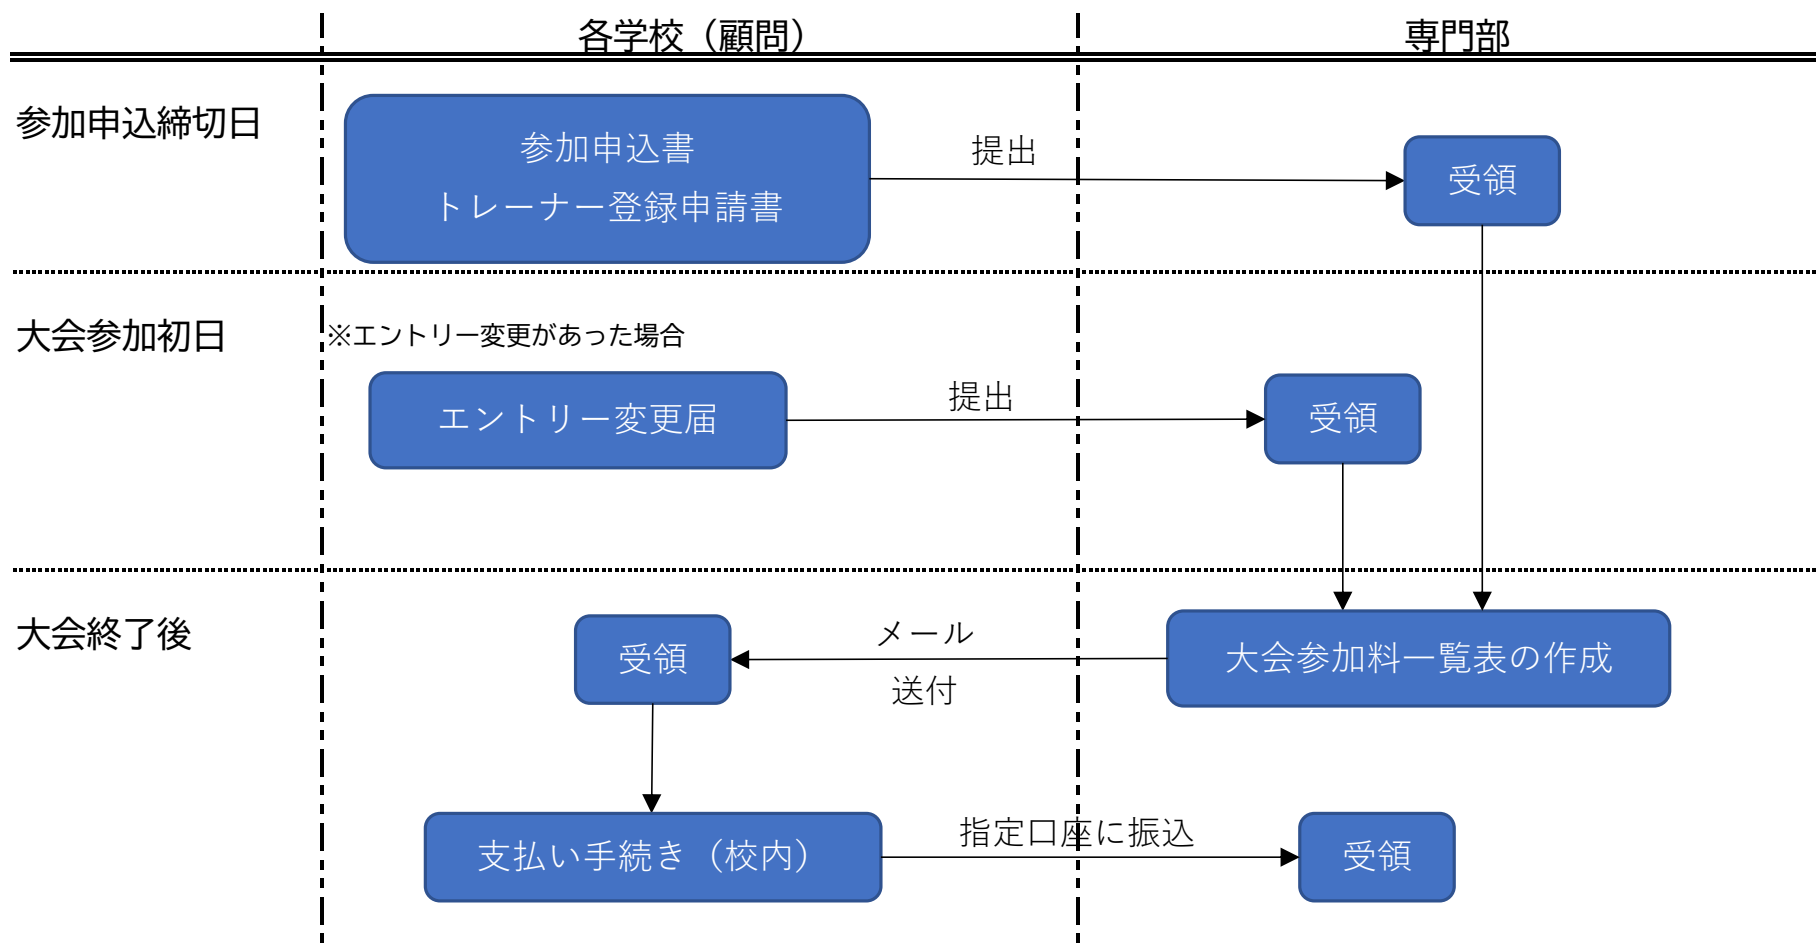 各学校（顧問）
専門部
参加申込締切日
参加申込書
トレーナー登録申請書
提出
受領
大会参加初日
※エントリー変更があった場合
エントリー変更届
提出
受領
大会終了後
受領
メール
送付
大会参加料一覧表の作成
支払い手続き（校内）
指定口座に振込
受領